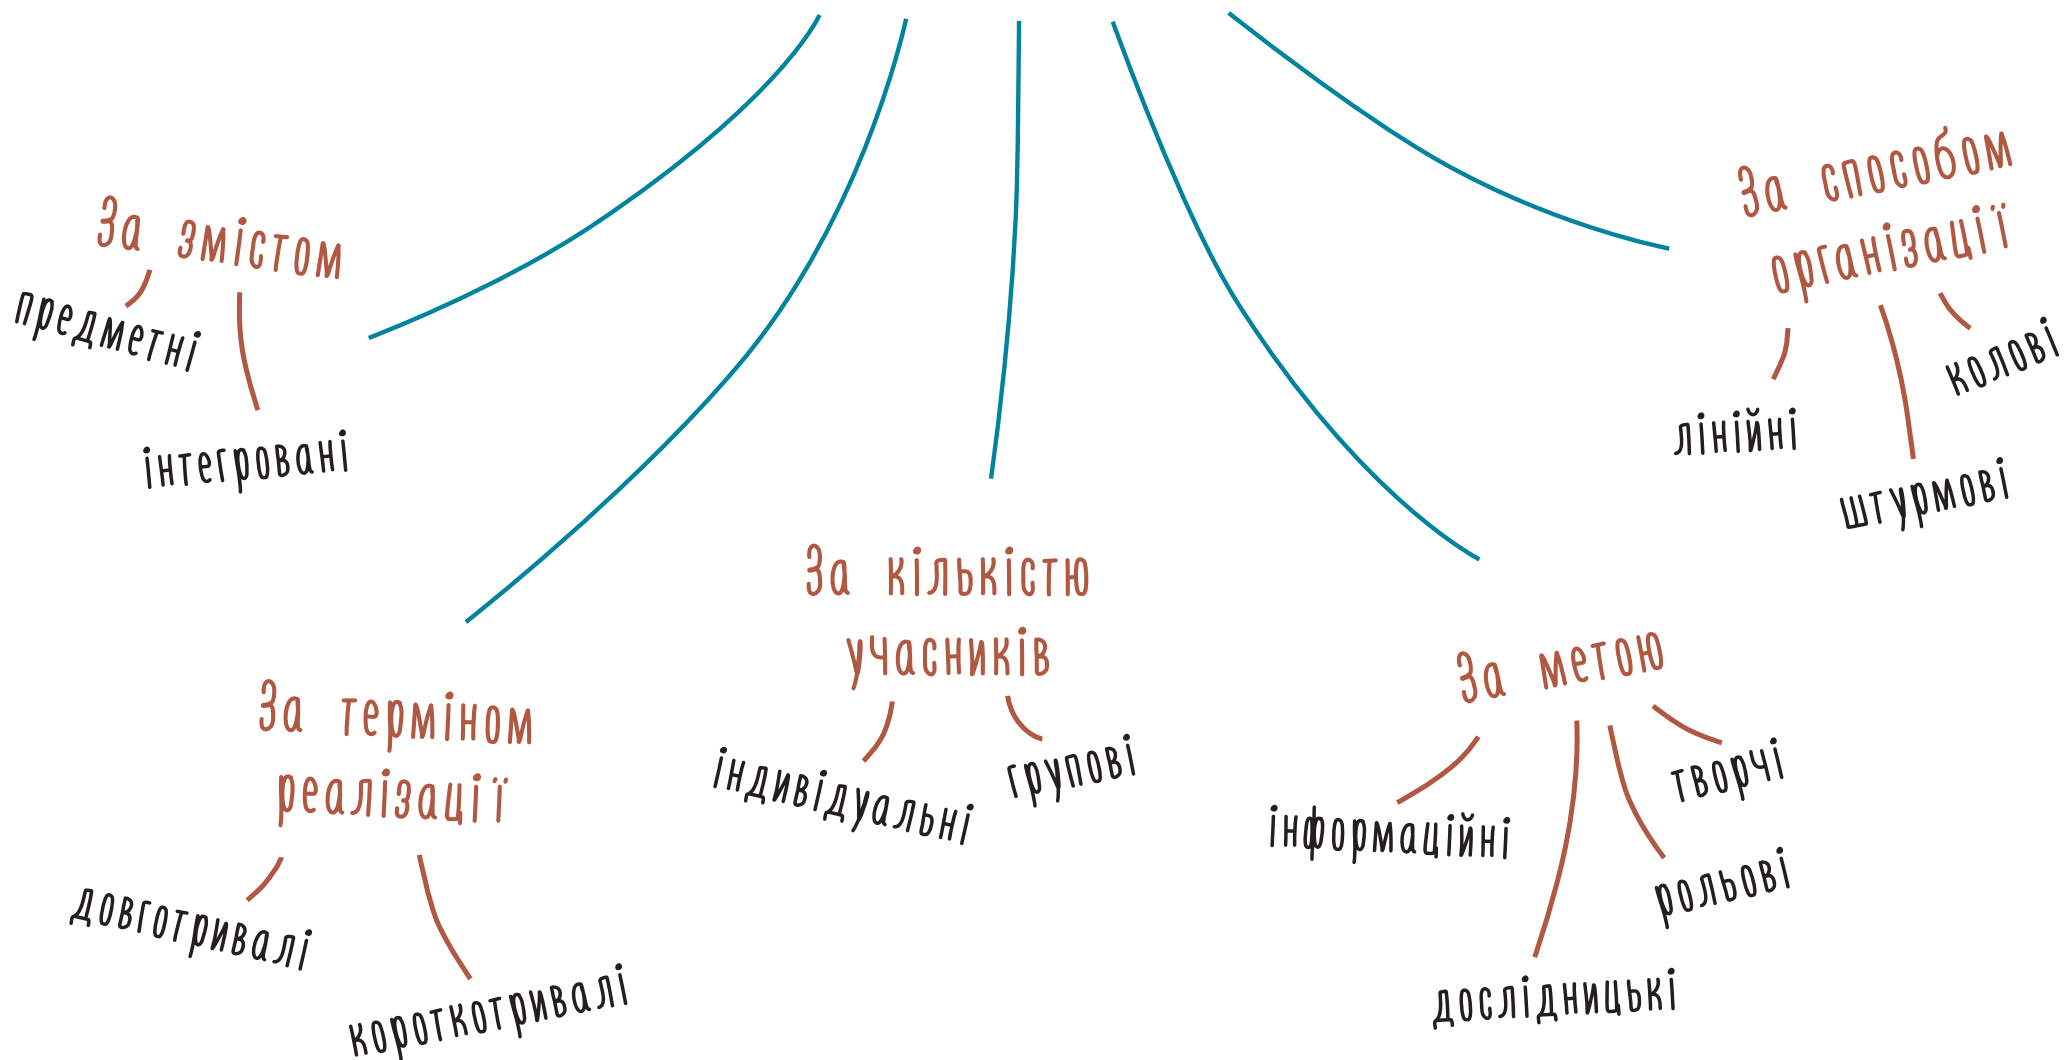 За змістом
предметні
інтегровані
За терміном
реалізації
довготривалі
короткотривалі
За кількістю
учасників
індивідуальні
групові
За метою
інформаційні
дослідницькі
рольові
творчі
За способом
організації
лінійні
штурмові
колові